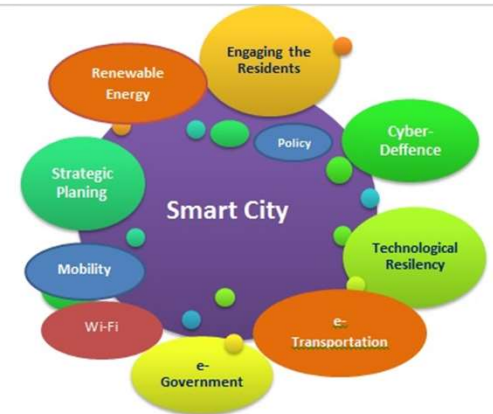 Engaging the
Residents
Renewable
Energy
Policy
Cyber-
Deffence
Strategic
Planing
Smart City
Technological
Resilency
Mobility
Wi-Fi
e-
Transportation
e-
Government